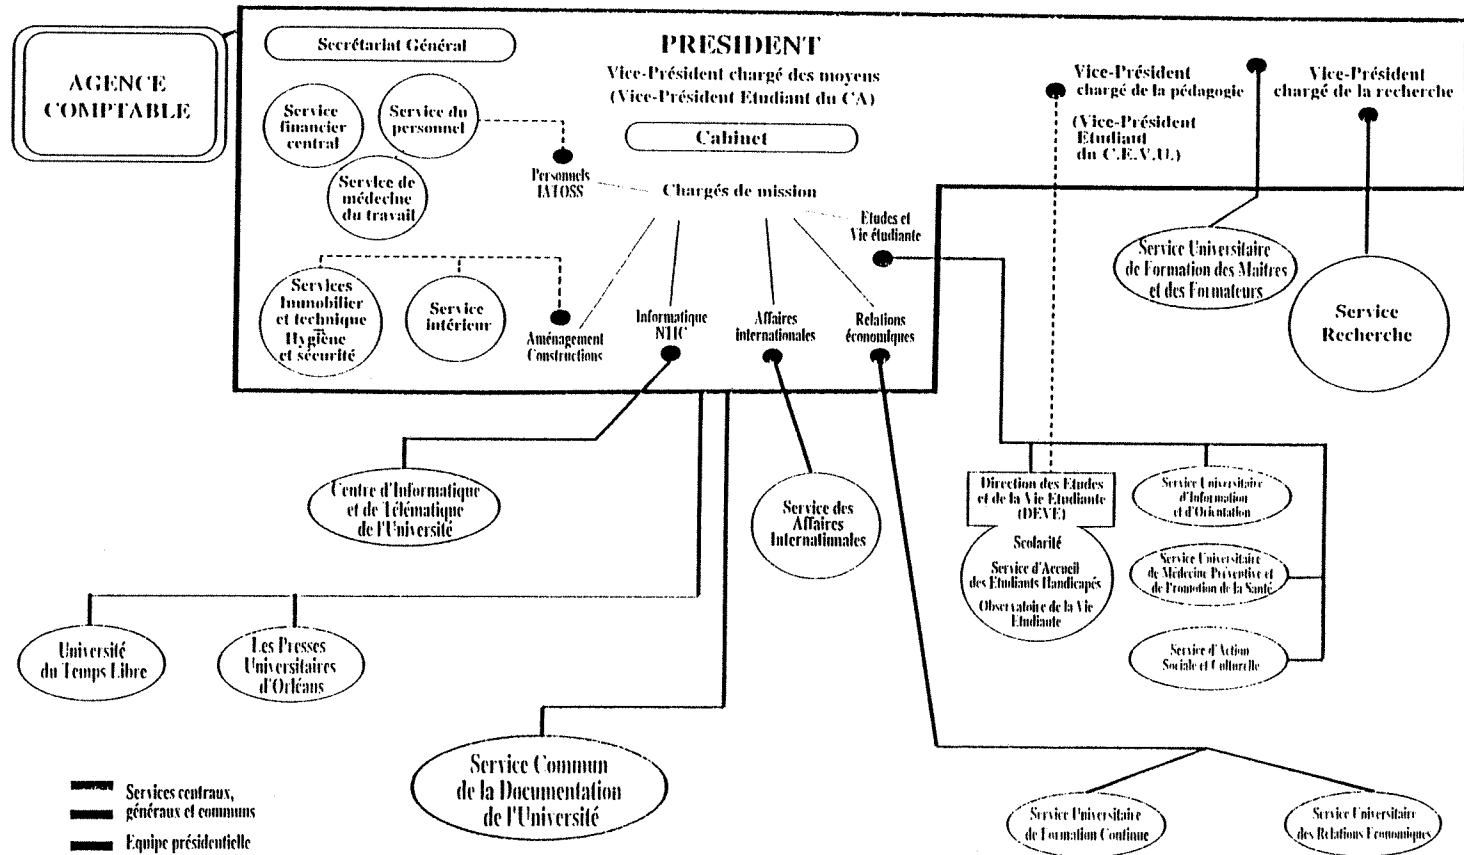 AGENCE
COMPTABLE
Secrétariat Général
Service
financier
central
Service du
personnel
Service de
médecine
du travail
Services
Immobilier
et technique
Hygiène
et sécurité
Service
intérieur
PRESIDENT
Vice-Président chargé des moyens
(Vice-Président Etudiant du CA)
Cabinet
Chargés de mission
Personnels
IATOSS
Aménagement
Constructions
Informatique
NTIC
Affaires
internationales
Relations
économiques
Etudes et
Vie étudiante
Vice-Président
chargé de la pédagogie
(Vice-Président
Etudiant
du C.E.V.U.)
Vice-Président
chargé de la recherche
Service Universitaire
de Formation des Maitres
et des Formateurs
Service
Recherche
Centre d'Informatique
et de Télématique
de l'Université
Service des
Affaires
Internationales
Direction des Etudes
et de la Vie Etudiante
(DEVE)
Scolarité
Service d'Accueil
des Etudiants Handicapés
Observatoire de la Vie
Etudiante
Service Universitaire
d'Information
et d'Orientation
Service Universitaire
de Médecine Préventive et
de Promotion de la Santé
Service d'Action
Sociale et Culturelle
Université
du Temps Libre
Les Presses
Universitaires
d'Orléans
Service Commun
de la Documentation
de l'Université
Service Universitaire
de Formation Continue
Service Universitaire
des Relations Economiques
Services centraux,
généraux et communs
Equipe présidentielle